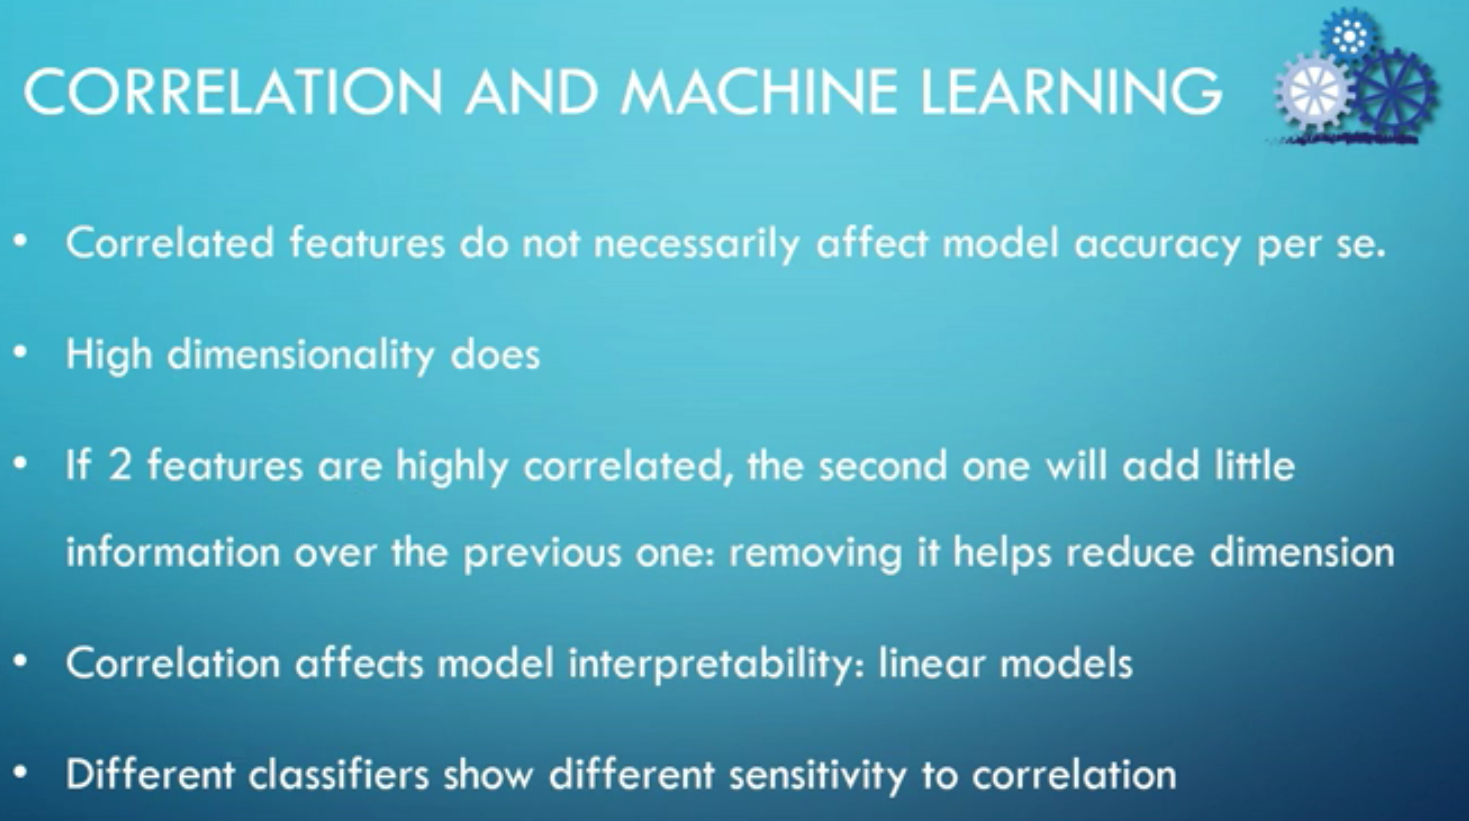 CORRELATION AND MACHINE LEARNING
• Correlated features do not necessarily affect model accuracy per se.
• High dimensionality does
• If 2 features are highly correlated, the second one will add little
information over the previous one: removing it helps reduce dimension
• Correlation affects model interpretability: linear models
• Different classifiers show different sensitivity to correlation